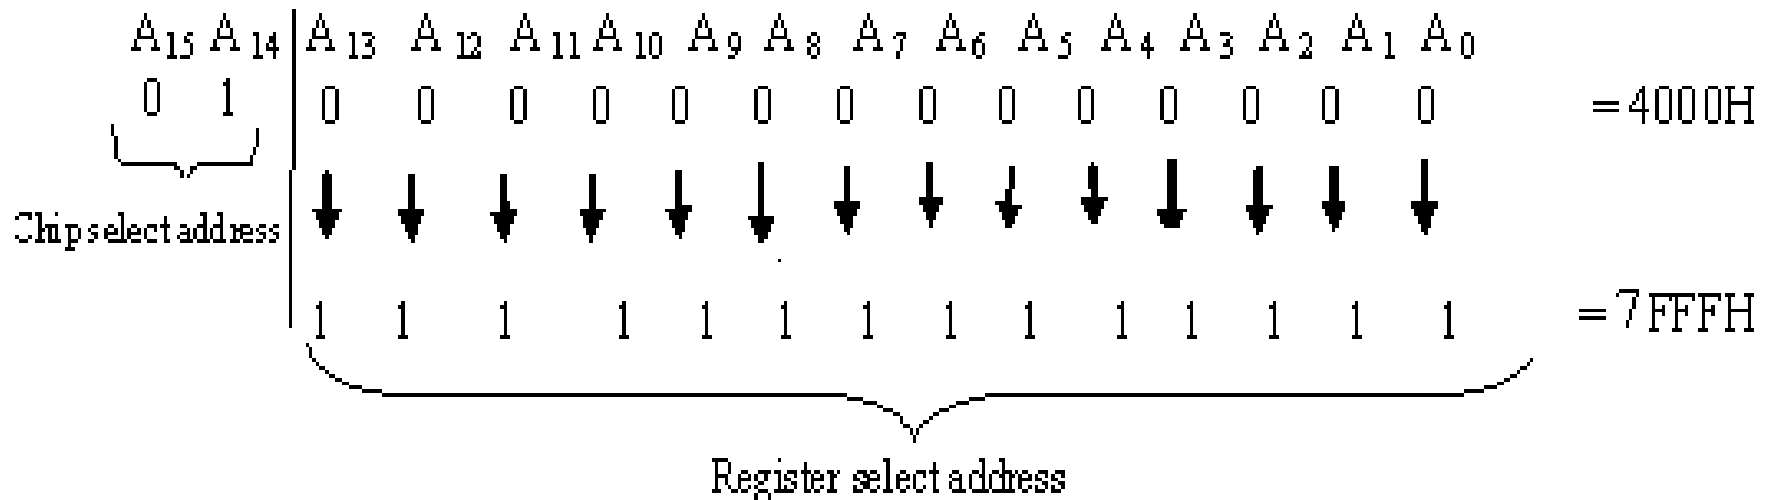 A15 A14 A13 A12 A11 A10 A9 A8 A7 A6 A5 A4 A3 A2 A1 A0
0 1 0 0 0 0 0 0 0 0 0 0 0 0 0 0 =4000H
Chip select address
1 1 1 1 1 1 1 1 1 1 1 1 1 1 =7FFFH
Register select address